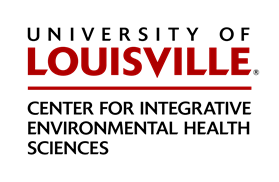 UNIVERSITY OF
LOUISVILLE®
CENTER FOR INTEGRATIVE
ENVIRONMENTAL HEALTH
SCIENCES